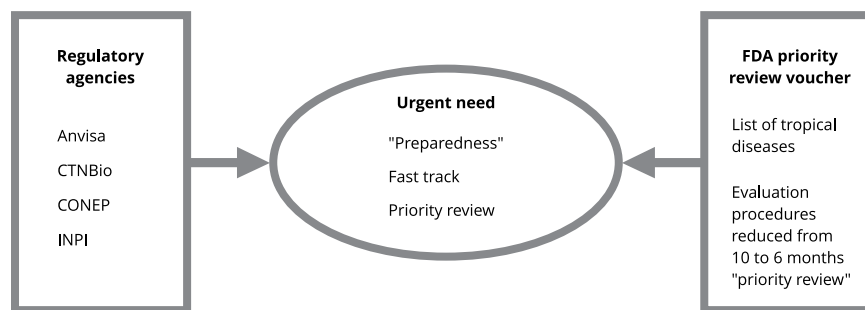 Regulatory
agencies
Anvisa
CTNBio
CONEP
INPI
Urgent need
"Preparedness"
Fast track
Priority review
FDA priority
review voucher
List of tropical
diseases
Evaluation
procedures
reduced from
10 to 6 months
"priority review"